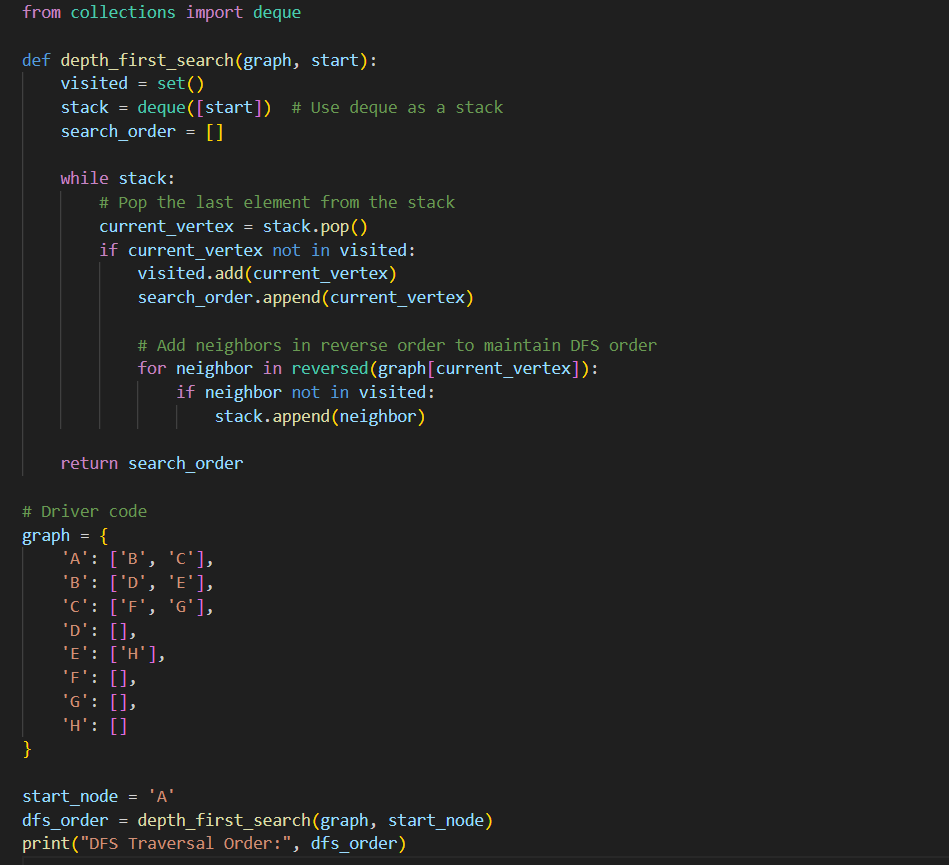 from collections import deque

def depth_first_search(graph, start):
    visited = set()
    stack = deque([start])  # Use deque as a stack
    search_order = []

    while stack:
        # Pop the last element from the stack
        current_vertex = stack.pop()
        if current_vertex not in visited:
            visited.add(current_vertex)
            search_order.append(current_vertex)

            # Add neighbors in reverse order to maintain DFS order
            for neighbor in reversed(graph[current_vertex]):
                if neighbor not in visited:
                    stack.append(neighbor)

    return search_order

# Driver code
graph = {
    'A': ['B', 'C'],
    'B': ['D', 'E'],
    'C': ['F', 'G'],
    'D': [],
    'E': ['H'],
    'F': [],
    'G': [],
    'H': []
}

start_node = 'A'
dfs_order = depth_first_search(graph, start_node)
print("DFS Traversal Order:", dfs_order)